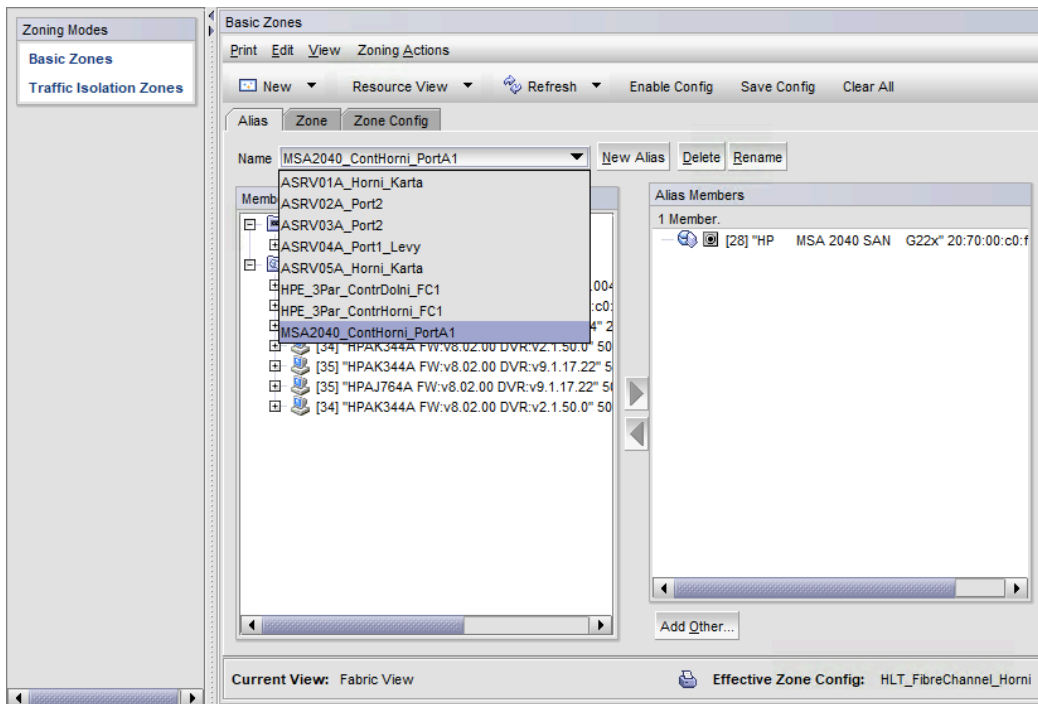 Zoning Modes
Basic Zones
Traffic Isolation Zones
Basic Zones
Print Edit View Zoning Actions
New Resource View Refresh Enable Config Save Config Clear All
Alias Zone Zone Config
Name MSA2040_ContHorni_PortA1 New Alias Delete Rename
ASRV01A_Horni_Karta
ASRV02A_Port2
ASRV03A_Port2
ASRV04A_Port1_Levy
ASRV05A_Horni_Karta
HPE_3Par_ContrDolni_FC1
HPE_3Par_ContrHorni_FC1
MSA2040_ContHorni_PortA1
[34] "HPAK344A FW:v8.02.00 DVR:v2.1.50.0" 50
[35] "HPAK344A FW:v8.02.00 DVR:v9.1.17.22" 5
[35] "HPAJ764A FW:v8.02.00 DVR:v9.1.17.22" 50
[34] "HPAK344A FW:v8.02.00 DVR:v2.1.50.0" 50
Alias Members
1 Member.
[28] "HP MSA 2040 SAN G22x" 20:70:00:c0:f
Add Other...
Current View: Fabric View
Effective Zone Config: HLT_FibreChannel_Horni